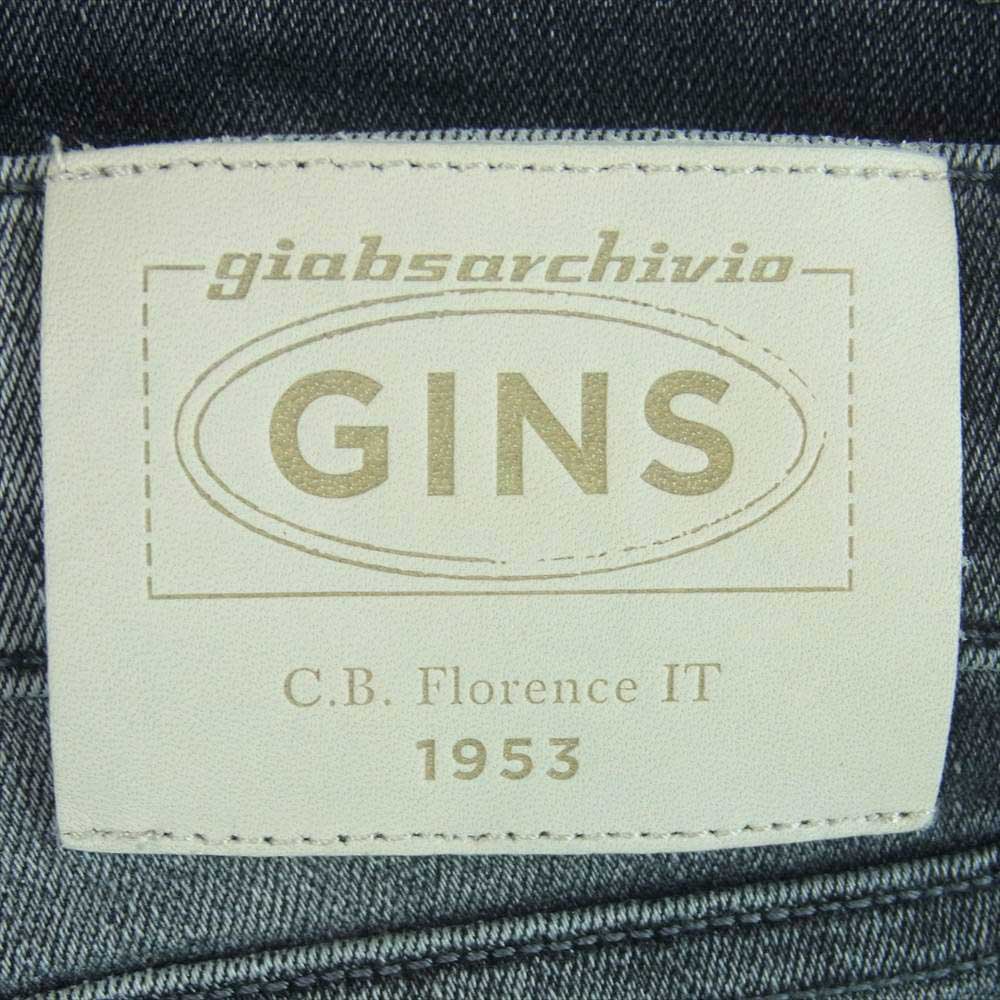 giabsarchivio
GINS
C.B. Florence IT
1953